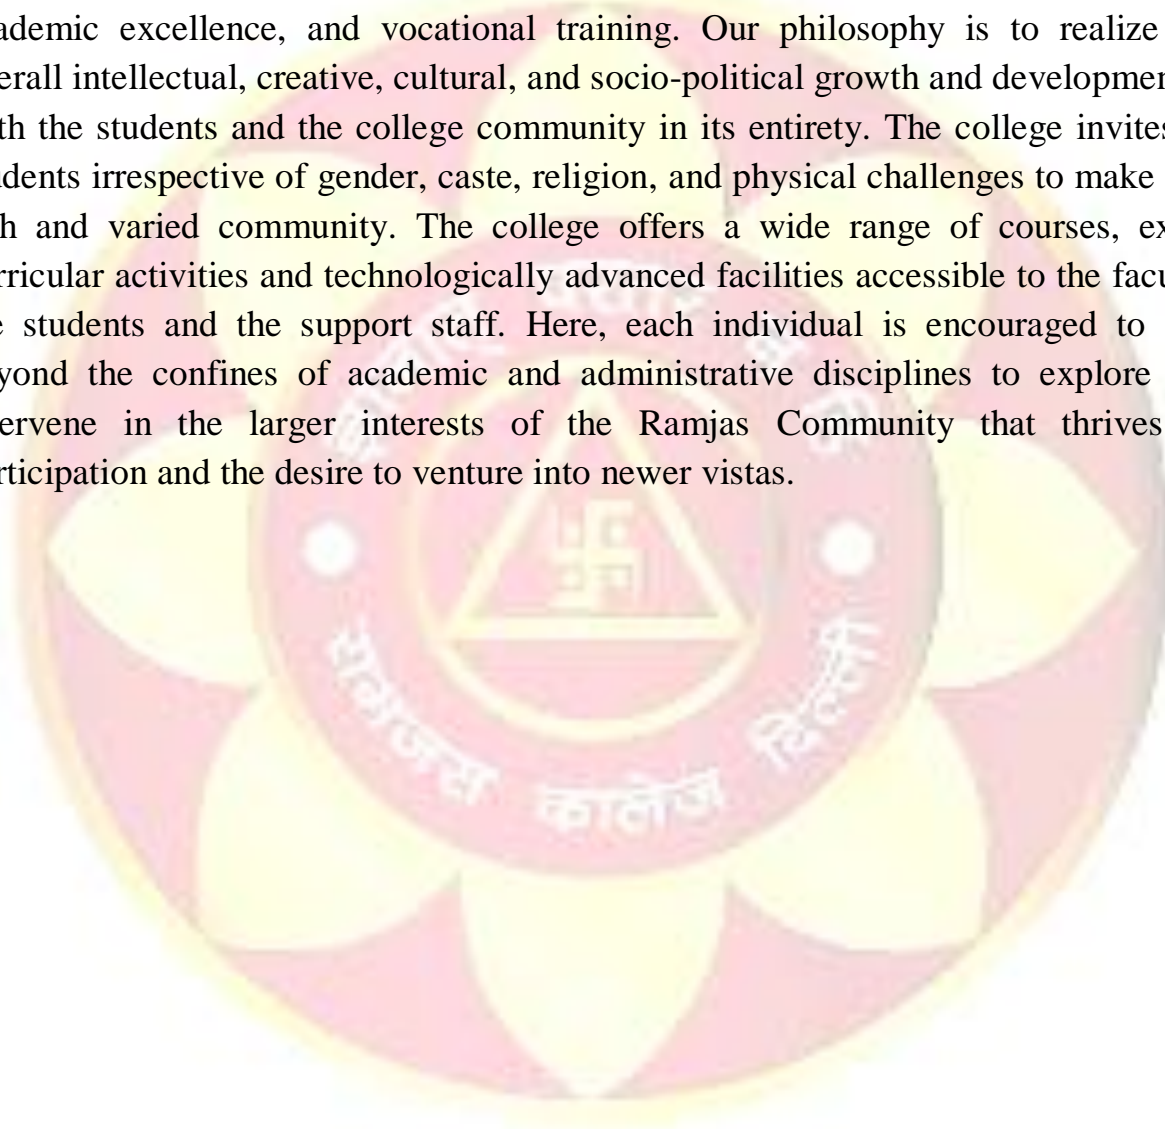 ademic excellence, and vocational training. Our philosophy is to realize
erall intellectual, creative, cultural, and socio-political growth and development
th the students and the college community in its entirety. The college invites
udents irrespective of gender, caste, religion, and physical challenges to make
h and varied community. The college offers a wide range of courses, ex
rricular activities and technologically advanced facilities accessible to the facu
e students and the support staff. Here, each individual is encouraged to
yond the confines of academic and administrative disciplines to explore
tervene in the larger interests of the Ramjas Community that thrives
rticipation and the desire to venture into newer vistas.
रामजस कालेज दिल्ली